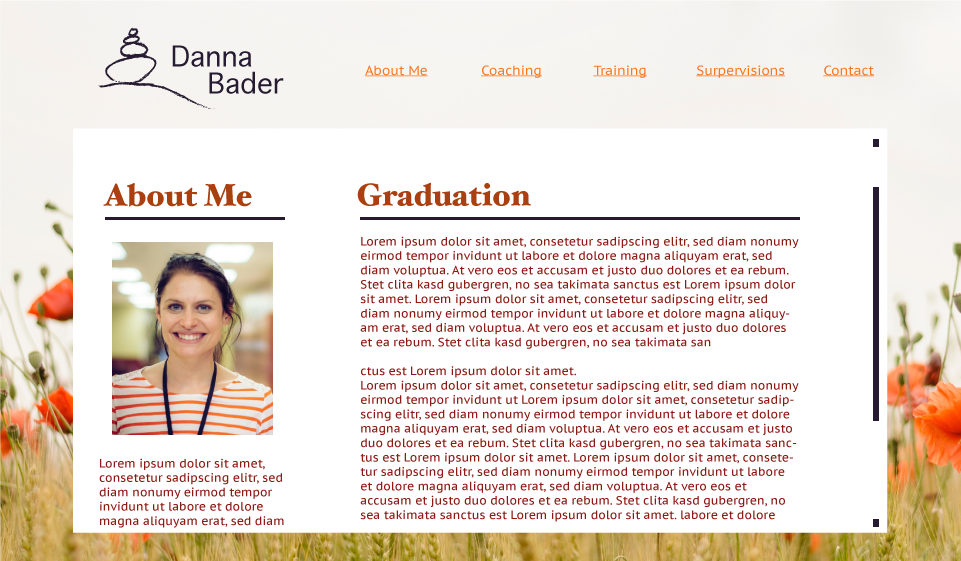 Danna
Bader
About Me
Coaching
Training
Surpervisions
Contact
About Me
Lorem ipsum dolor sit amet,
consetetur sadipscing elitr, sed
diam nonumy eirmod tempor
invidunt ut labore et dolore
magna aliquyam erat, sed diam
Graduation
Lorem ipsum dolor sit amet, consetetur sadipscing elitr, sed diam nonumy
eirmod tempor invidunt ut labore et dolore magna aliquyam erat, sed
diam voluptua. At vero eos et accusam et justo duo dolores et ea rebum.
Stet clita kasd gubergren, no sea takimata sanctus est Lorem ipsum dolor
sit amet. Lorem ipsum dolor sit amet, consetetur sadipscing elitr, sed
diam nonumy eirmod tempor invidunt ut labore et dolore magna aliquy-
am erat, sed diam voluptua. At vero eos et accusam et justo duo dolores
et ea rebum. Stet clita kasd gubergren, no sea takimata san
ctus est Lorem ipsum dolor sit amet.
Lorem ipsum dolor sit amet, consetetur sadipscing elitr, sed diam nonumy
eirmod tempor invidunt ut Lorem ipsum dolor sit amet, consetetur sadip-
scing elitr, sed diam nonumy eirmod tempor invidunt ut labore et dolore
magna aliquyam erat, sed diam voluptua. At vero eos et accusam et justo
duo dolores et ea rebum. Stet clita kasd gubergren, no sea takimata sanc-
tus est Lorem ipsum dolor sit amet. Lorem ipsum dolor sit amet, consete-
tur sadipscing elitr, sed diam nonumy eirmod tempor invidunt ut labore
et dolore magna aliquyam erat, sed diam voluptua. At vero eos et
accusam et justo duo dolores et ea rebum. Stet clita kasd gubergren, no
sea takimata sanctus est Lorem ipsum dolor sit amet. labore et dolore